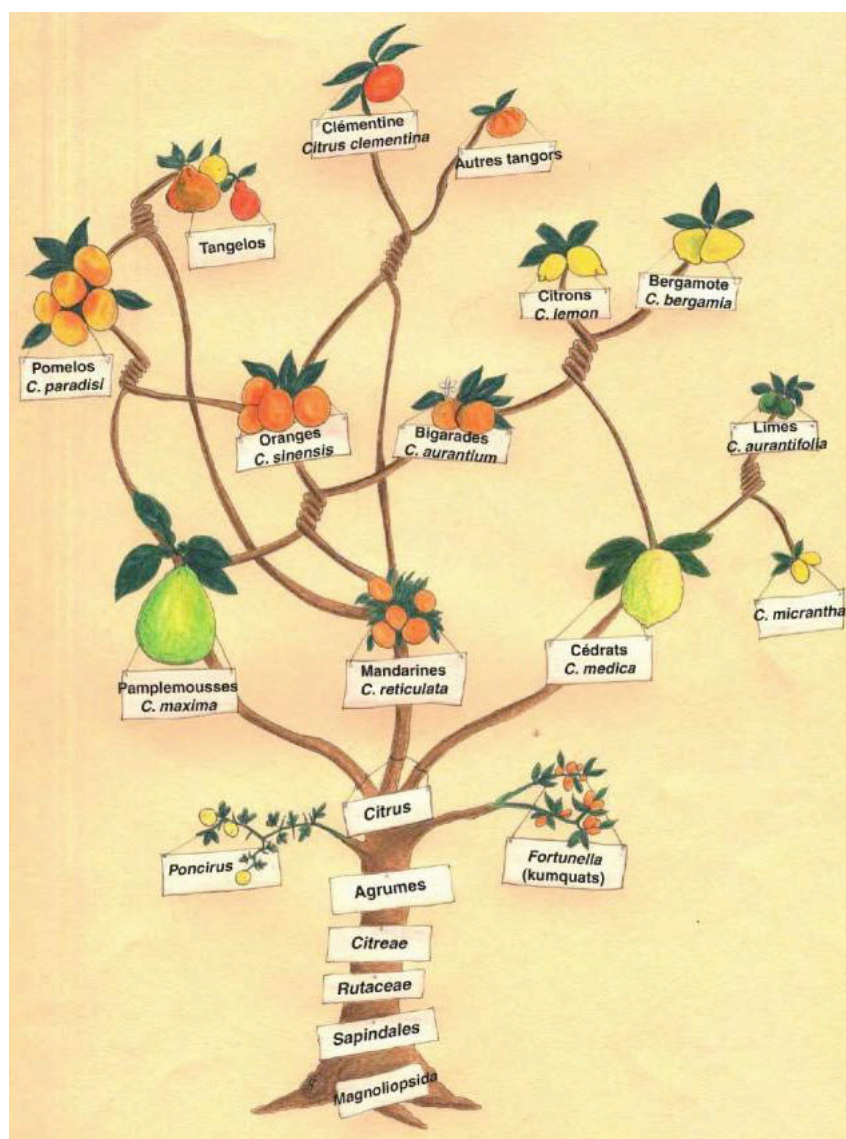 Clémentine
Citrus clementina
Autres tangors
Tangelos
Bergamote
C. bergamia
Citrons
C. lemon
Pomelos
C. paradisi
Oranges
C. sinensis
Bigarades
C. aurantium
Limes
C. aurantifolia
C. micrantha
Pamplemousses
C. maxima
Mandarines
C. reticulata
Cédrats
C. medica
Citrus
Poncirus
Fortunella
(kumquats)
Agrumes
Citreae
Rutaceae
Sapindales
Magnoliopsida